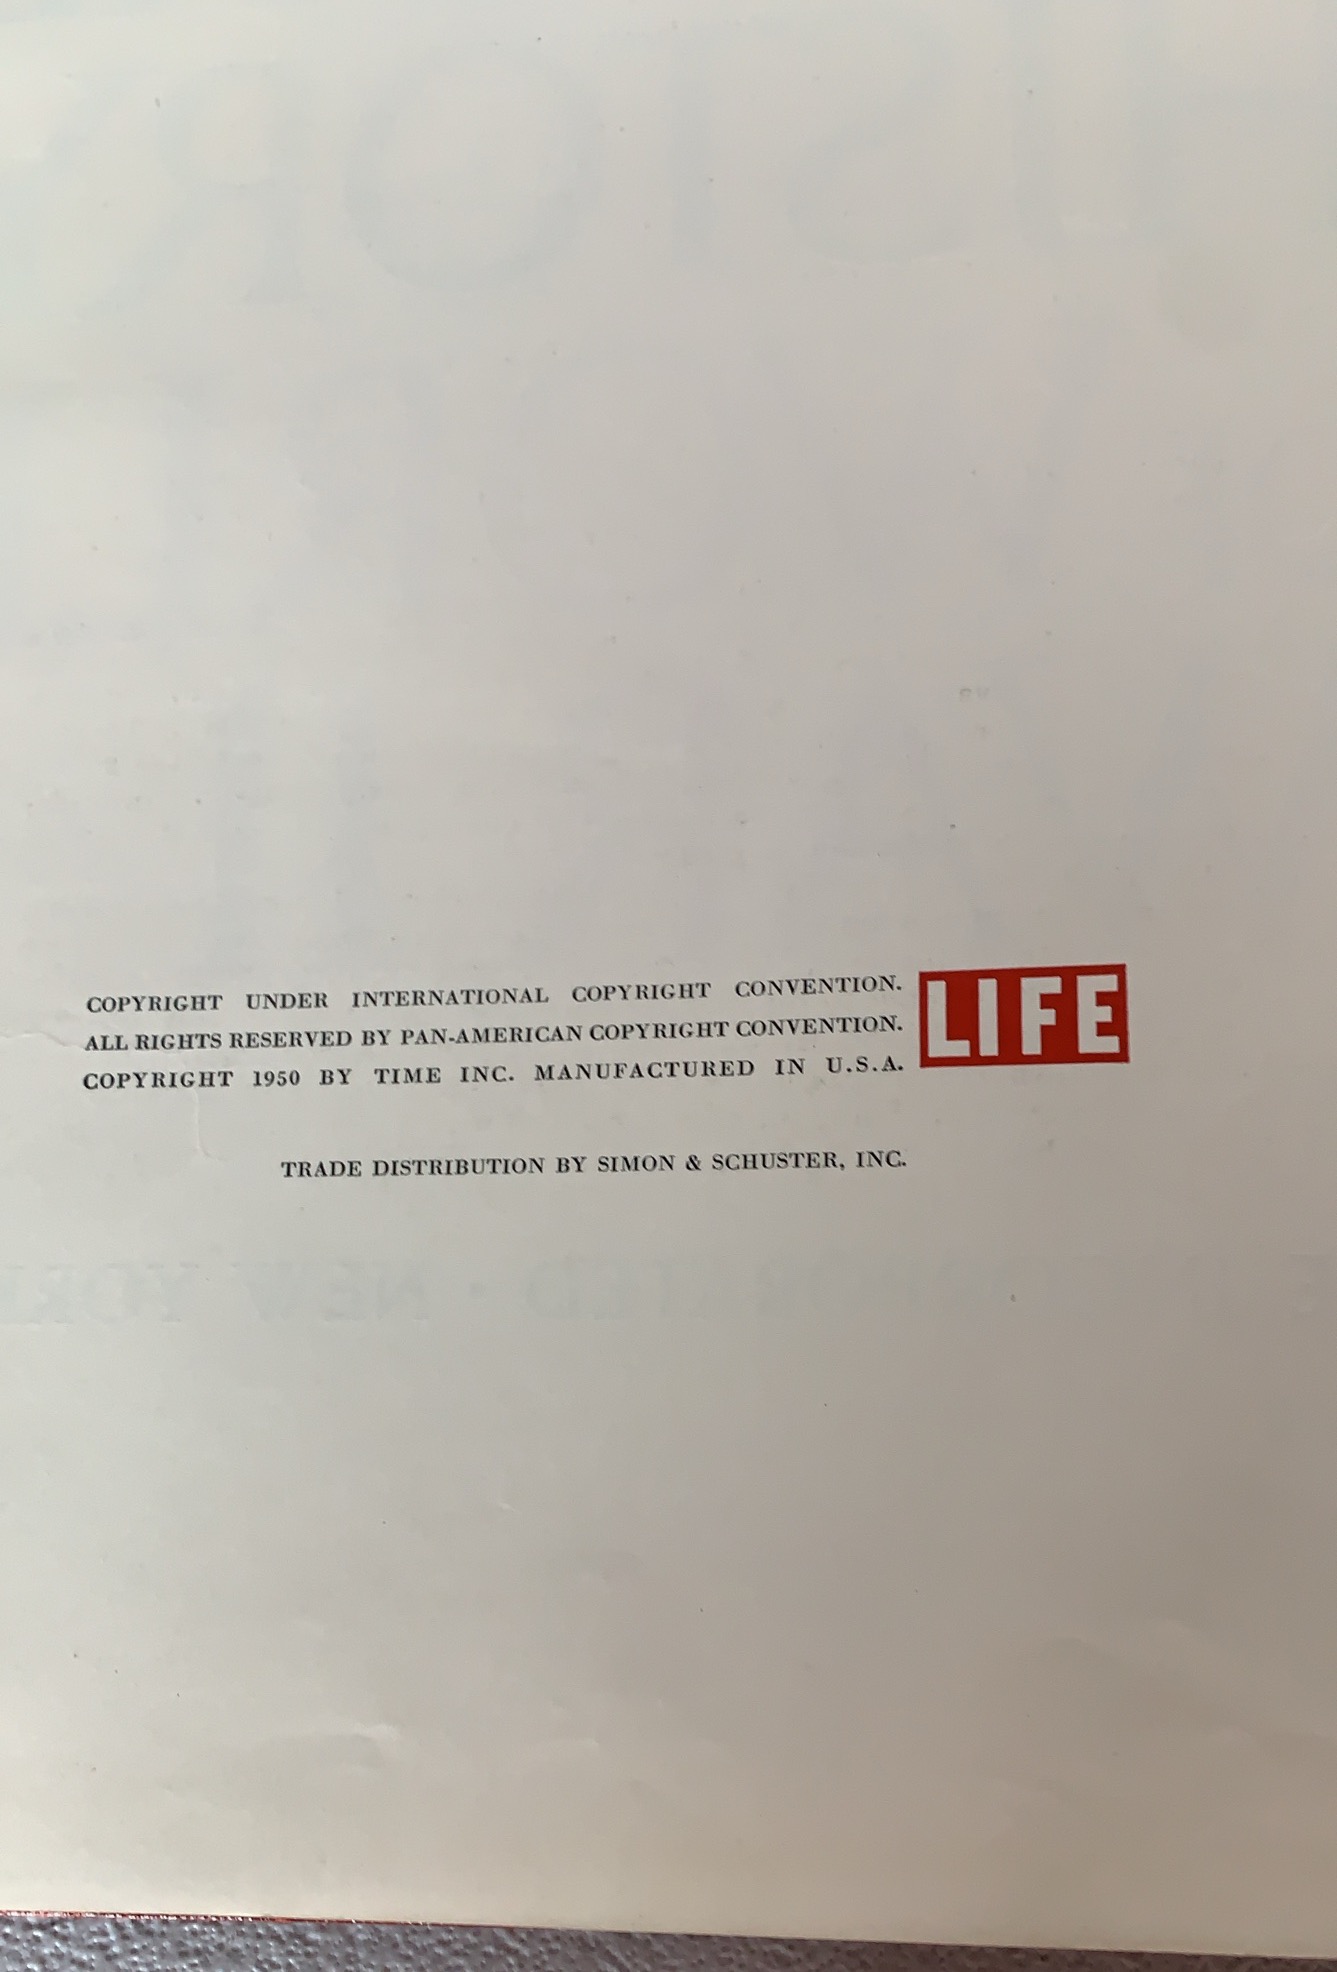 COPYRIGHT UNDER INTERNATIONAL COPYRIGHT CONVENTION.
ALL RIGHTS RESERVED BY PAN-AMERICAN COPYRIGHT CONVENTION.
COPYRIGHT 1950 BY TIME INC. MANUFACTURED IN U.S.A.
LIFE
TRADE DISTRIBUTION BY SIMON & SCHUSTER, INC.